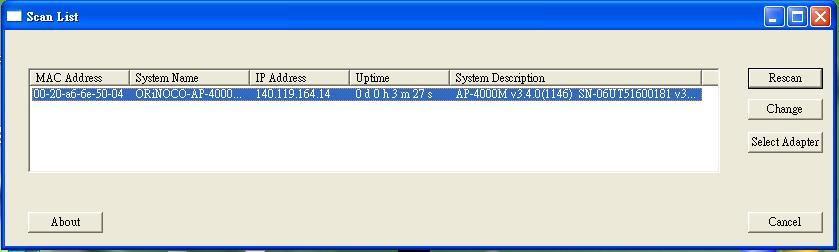 Scan List
MAC Address System Name IP Address Uptime System Description
00-20-a6-6e-50-04 ORiNOCO-AP-4000... 140.119.164.14 0 d 0 h 3 m 27 s AP-4000M v3.4.0(1146) SN-06UT51600181 v3...
Rescan
Change
Select Adapter
About
Cancel